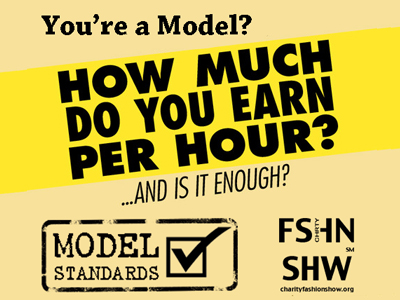 You're a Model?
HOW MUCH
DO YOU EARN
PER HOUR?
...AND IS IT ENOUGH?
MODEL
STANDARDS
FSHN
CHRTY
SM
SHW
charityfashionshow.org